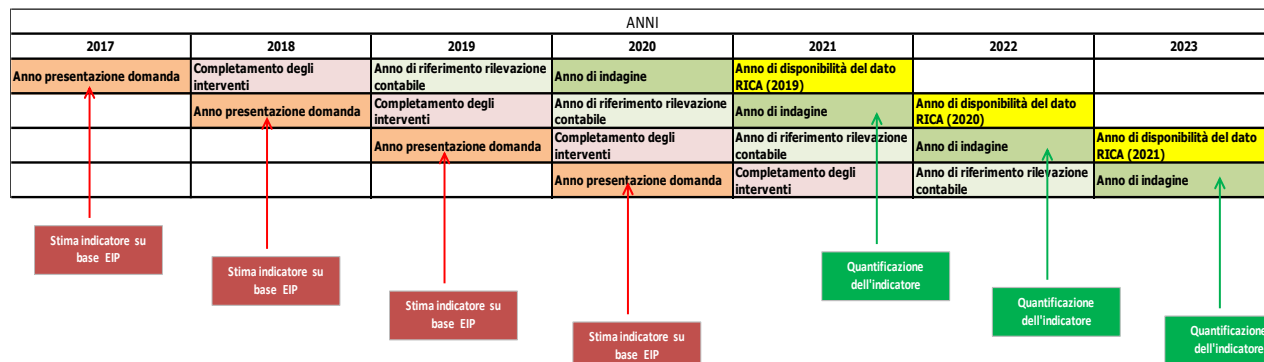 ANNI
2017 2018 2019 2020 2021 2022 2023
Anno presentazione domanda
Completamento degli
interventi
Anno di riferimento rilevazione
contabile
Anno di indagine
Anno di disponibilità del dato
RICA (2019)
Anno presentazione domanda
Completamento degli
interventi
Anno di riferimento rilevazione
contabile
Anno di indagine
Anno di disponibilità del dato
RICA (2020)
Anno presentazione domanda
Completamento degli
interventi
Anno di riferimento rilevazione
contabile
Anno di indagine
Anno di disponibilità del dato
RICA (2021)
Anno presentazione domanda
Completamento degli
interventi
Anno di riferimento rilevazione
contabile
Anno di indagine
Stima indicatore su
base EIP
Stima indicatore su
base EIP
Stima indicatore su
base EIP
Stima indicatore su
base EIP
Quantificazione
dell'indicatore
Quantificazione
dell'indicatore
Quantificazione
dell'indicatore